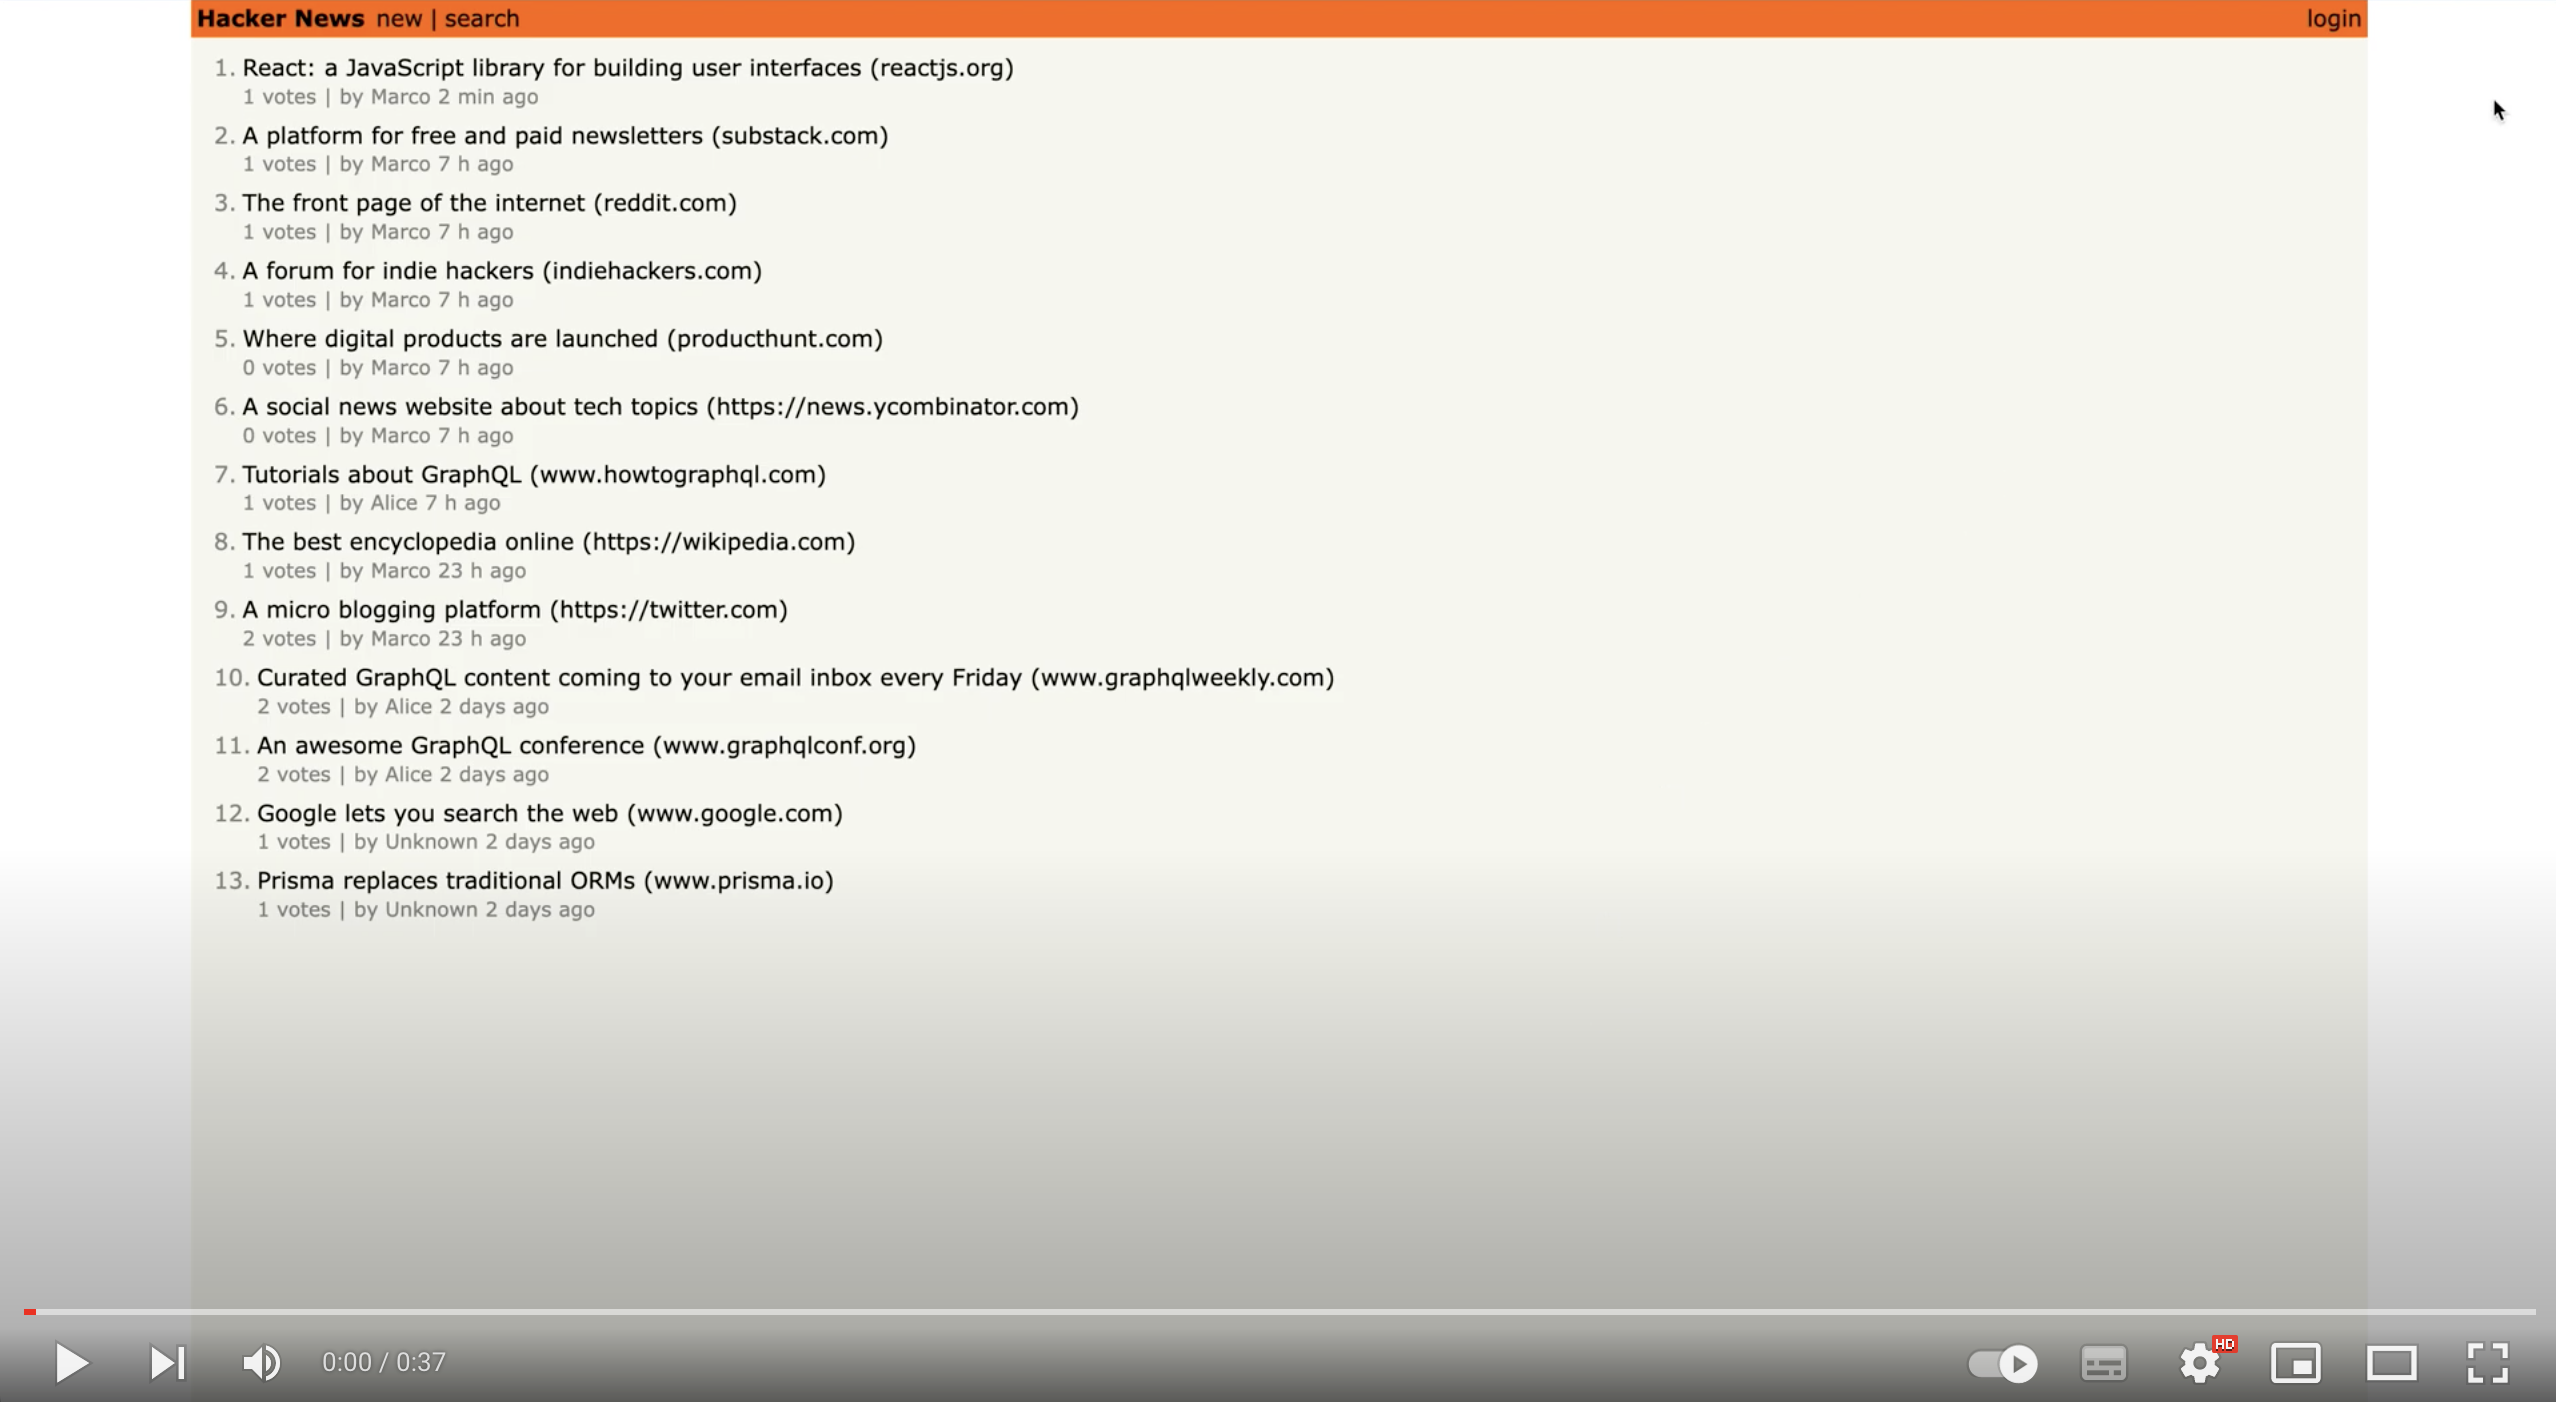 Hacker News new | search login
1. React: a JavaScript library for building user interfaces (reactjs.org)
1 votes | by Marco 2 min ago
2. A platform for free and paid newsletters (substack.com)
1 votes | by Marco 7 h ago
3. The front page of the internet (reddit.com)
1 votes | by Marco 7 h ago
4. A forum for indie hackers (indiehackers.com)
1 votes | by Marco 7 h ago
5. Where digital products are launched (producthunt.com)
0 votes | by Marco 7 h ago
6. A social news website about tech topics (https://news.ycombinator.com)
0 votes | by Marco 7 h ago
7. Tutorials about GraphQL (www.howtographql.com)
1 votes | by Alice 7 h ago
8. The best encyclopedia online (https://wikipedia.com)
1 votes | by Marco 23 h ago
9. A micro blogging platform (https://twitter.com)
2 votes | by Marco 23 h ago
10. Curated GraphQL content coming to your email inbox every Friday (www.graphqlweekly.com)
2 votes | by Alice 2 days ago
11. An awesome GraphQL conference (www.graphqlconf.org)
2 votes | by Alice 2 days ago
12. Google lets you search the web (www.google.com)
1 votes | by Unknown 2 days ago
13. Prisma replaces traditional ORMs (www.prisma.io)
1 votes | by Unknown 2 days ago
0:00 / 0:37 HD